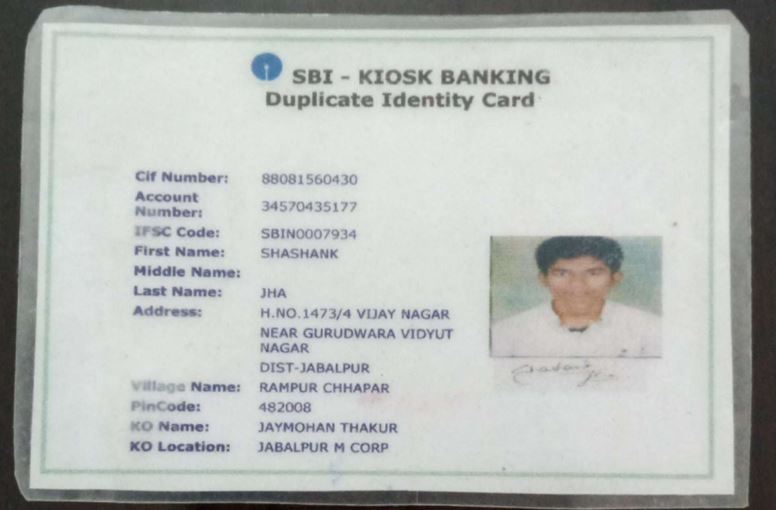 SBI - KIOSK BANKING
Duplicate Identity Card
Cif Number: 88081560430
Account Number: 34570435177
IFSC Code: SBIN0007934
First Name: SHASHANK
Middle Name:
Last Name: JHA
Address: H.NO.1473/4 VIJAY NAGAR
NEAR GURUDWARA VIDYUT
NAGAR
DIST-JABALPUR
Village Name: RAMPUR CHHAPAR
PinCode: 482008
KO Name: JAYMOHAN THAKUR
KO Location: JABALPUR M CORP